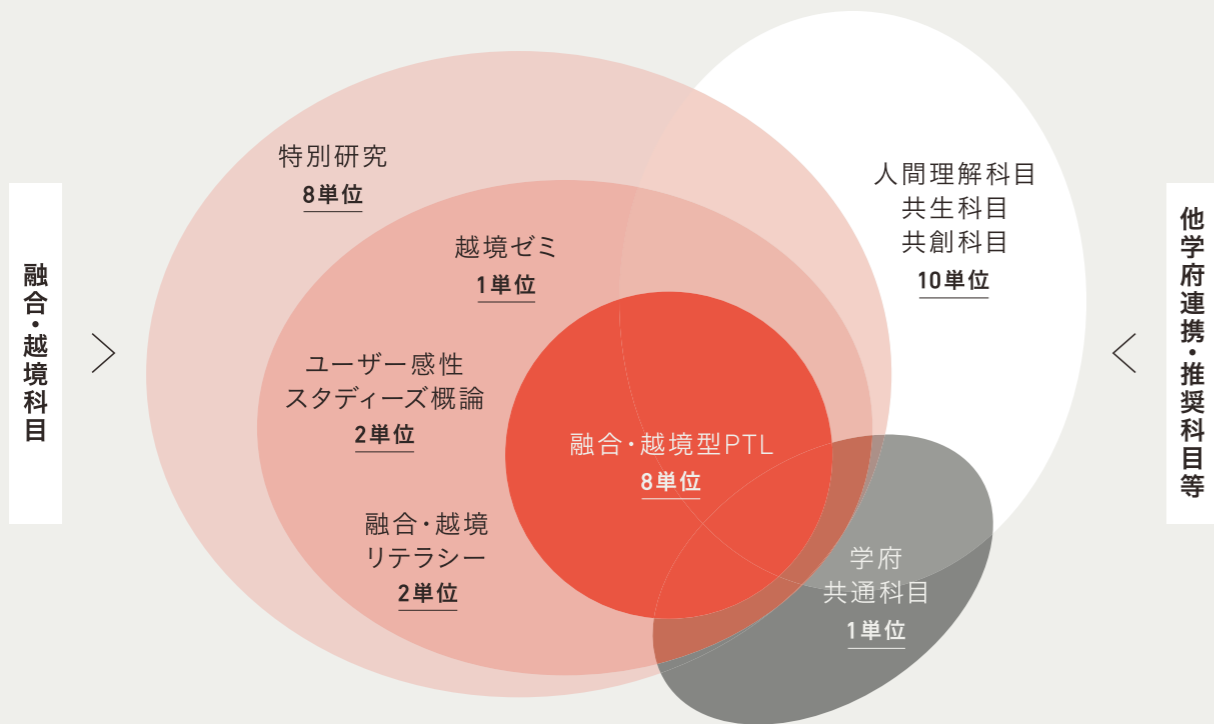 融合・越境科目
特別研究
8単位
越境ゼミ
1単位
ユーザー感性
スタディーズ概論
2単位
融合・越境
リテラシー
2単位
融合・越境型PTL
8単位
人間理解科目
共生科目
共創科目
10単位
学府
共通科目
1単位
他学府連携・推奨科目等